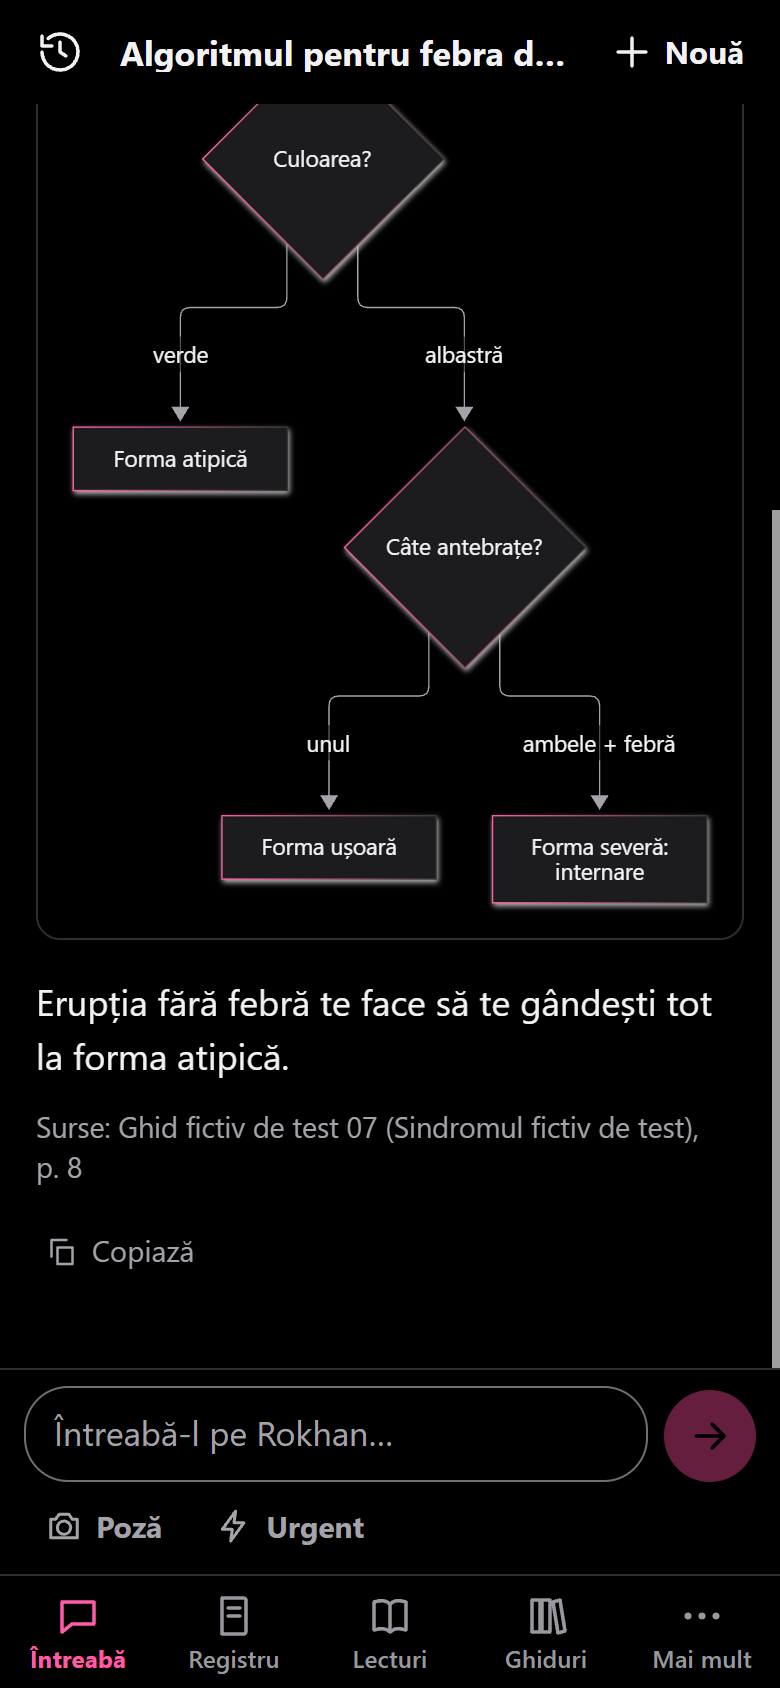 Algoritmul pentru febra d...
Nouă
Culoarea?
verde
albastră
Forma atipică
Câte antebrațe?
unul
ambele + febră
Forma ușoară
Forma severă:
internare
Erupția fără febră te face să te gândești tot
la forma atipică.
Surse: Ghid fictiv de test 07 (Sindromul fictiv de test),
p. 8
Copiază
Întreabă-l pe Rokhan...
Poză
Urgent
Întreabă
Registru
Lecturi
Ghiduri
Mai mult